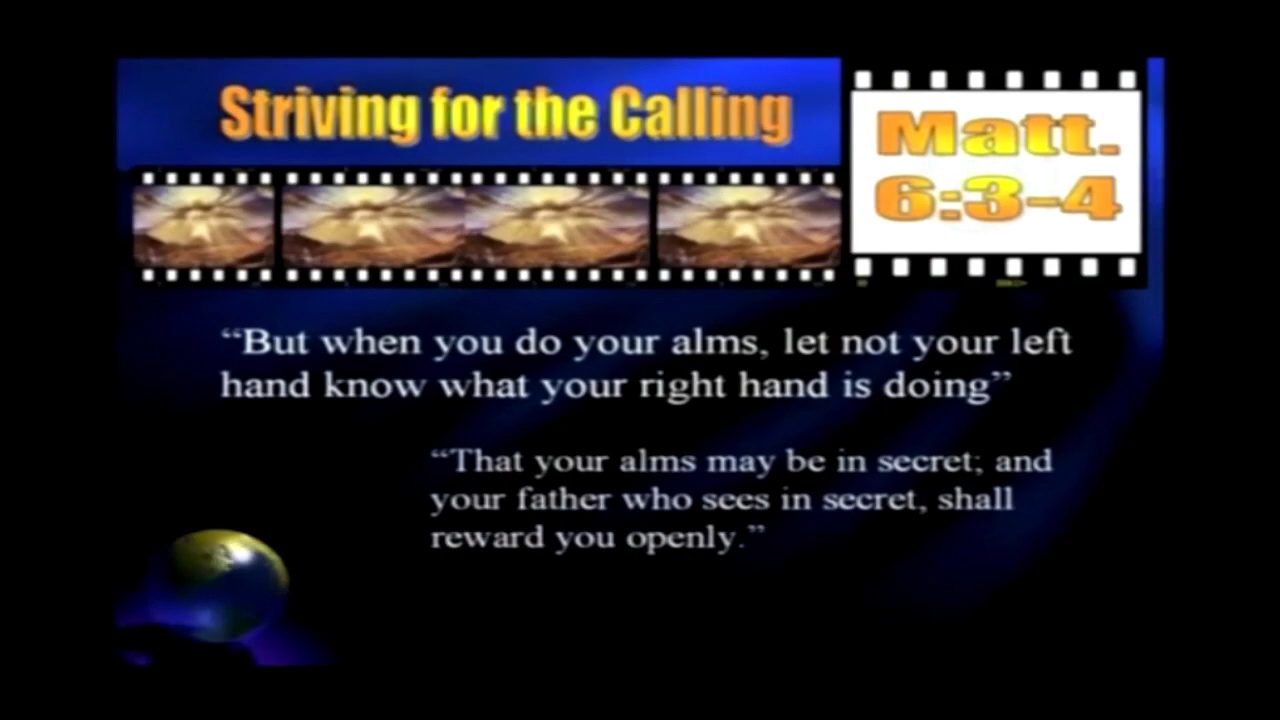 Striving for the Calling
Matt.
6:3-4
“But when you do your alms, let not your left
hand know what your right hand is doing”
“That your alms may be in secret; and
your father who sees in secret, shall
reward you openly.”